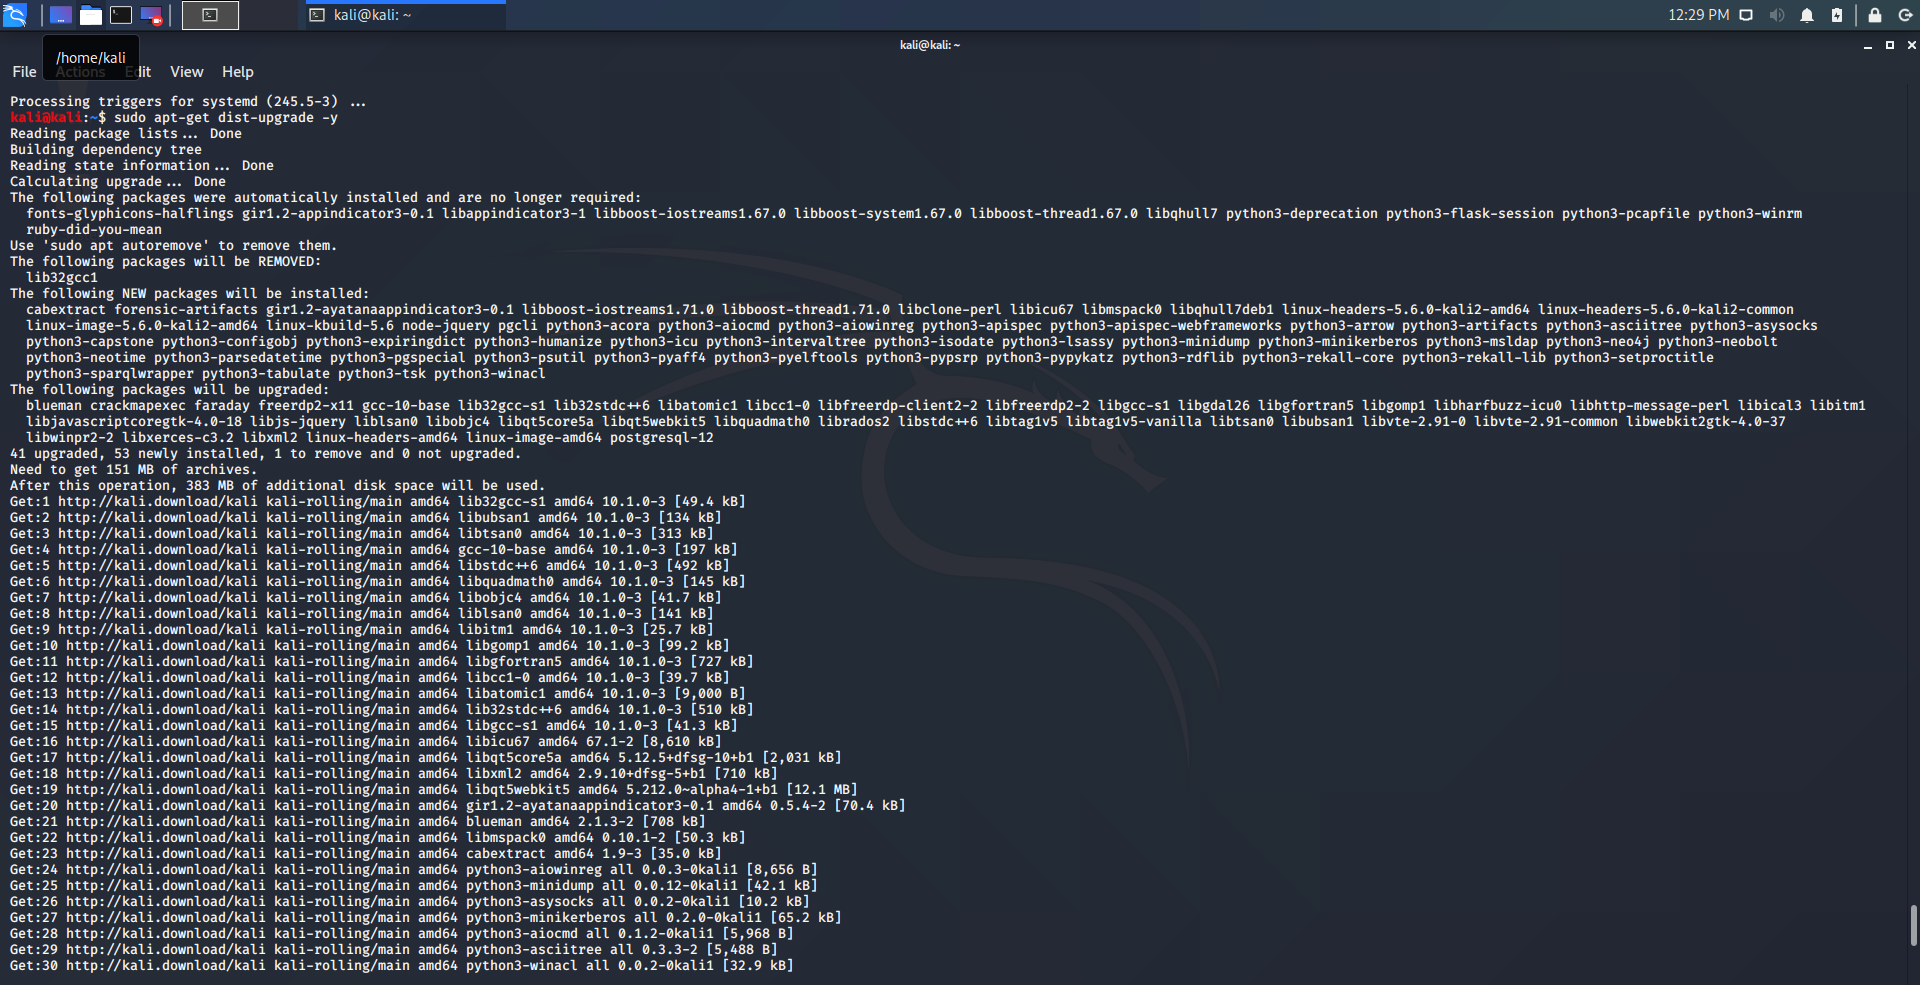 kali@kali: ~
12:29 PM
kali@kali: ~
/home/kali
File Actions Edit View Help
Processing triggers for systemd (245.5-3) ...
kali@kali:~$ sudo apt-get dist-upgrade -y
Reading package lists... Done
Building dependency tree
Reading state information... Done
Calculating upgrade... Done
The following packages were automatically installed and are no longer required:
fonts-glyphicons-halflings gir1.2-appindicator3-0.1 libappindicator3-1 libboost-iostreams1.67.0 libboost-system1.67.0 libboost-thread1.67.0 libqhull7 python3-deprecation python3-flask-session python3-pcapfile python3-winrm
ruby-did-you-mean
Use 'sudo apt autoremove' to remove them.
The following packages will be REMOVED:
lib32gcc1
The following NEW packages will be installed:
cabextract forensic-artifacts gir1.2-ayatanaappindicator3-0.1 libboost-iostreams1.71.0 libboost-thread1.71.0 libclone-perl libicu67 libmspack0 libqhull7deb1 linux-headers-5.6.0-kali2-amd64 linux-headers-5.6.0-kali2-common
linux-image-5.6.0-kali2-amd64 linux-kbuild-5.6 node-jquery pgcli python3-acora python3-aiocmd python3-aiowinreg python3-apispec python3-apispec-webframeworks python3-arrow python3-artifacts python3-asciitree python3-asysocks
python3-capstone python3-configobj python3-expiringdict python3-humanize python3-icu python3-intervaltree python3-isodate python3-lsassy python3-minidump python3-minikerberos python3-msldap python3-neo4j python3-neobolt
python3-neotime python3-parsedatetime python3-pgspecial python3-psutil python3-pyaff4 python3-pyelftools python3-pypsrp python3-pypykatz python3-rdflib python3-rekall-core python3-rekall-lib python3-setproctitle
python3-sparqlwrapper python3-tabulate python3-tsk python3-winacl
The following packages will be upgraded:
blueman crackmapexec faraday freerdp2-x11 gcc-10-base lib32gcc-s1 lib32stdc++6 libatomic1 libcc1-0 libfreerdp-client2-2 libfreerdp2-2 libgcc-s1 libgdal26 libgfortran5 libgomp1 libharfbuzz-icu0 libhttp-message-perl libical3 libitm1
libjavascriptcoregtk-4.0-18 libjs-jquery liblsan0 libobjc4 libqt5core5a libqt5webkit5 libquadmath0 librados2 libstdc++6 libtag1v5 libtag1v5-vanilla libtsan0 libubsan1 libvte-2.91-0 libvte-2.91-common libwebkit2gtk-4.0-37
libwinpr2-2 libxerces-c3.2 libxml2 linux-headers-amd64 linux-image-amd64 postgresql-12
41 upgraded, 53 newly installed, 1 to remove and 0 not upgraded.
Need to get 151 MB of archives.
After this operation, 383 MB of additional disk space will be used.
Get:1 http://kali.download/kali kali-rolling/main amd64 lib32gcc-s1 amd64 10.1.0-3 [49.4 kB]
Get:2 http://kali.download/kali kali-rolling/main amd64 libubsan1 amd64 10.1.0-3 [134 kB]
Get:3 http://kali.download/kali kali-rolling/main amd64 libtsan0 amd64 10.1.0-3 [313 kB]
Get:4 http://kali.download/kali kali-rolling/main amd64 gcc-10-base amd64 10.1.0-3 [197 kB]
Get:5 http://kali.download/kali kali-rolling/main amd64 libstdc++6 amd64 10.1.0-3 [492 kB]
Get:6 http://kali.download/kali kali-rolling/main amd64 libquadmath0 amd64 10.1.0-3 [145 kB]
Get:7 http://kali.download/kali kali-rolling/main amd64 libobjc4 amd64 10.1.0-3 [41.7 kB]
Get:8 http://kali.download/kali kali-rolling/main amd64 liblsan0 amd64 10.1.0-3 [141 kB]
Get:9 http://kali.download/kali kali-rolling/main amd64 libitm1 amd64 10.1.0-3 [25.7 kB]
Get:10 http://kali.download/kali kali-rolling/main amd64 libgomp1 amd64 10.1.0-3 [99.2 kB]
Get:11 http://kali.download/kali kali-rolling/main amd64 libgfortran5 amd64 10.1.0-3 [727 kB]
Get:12 http://kali.download/kali kali-rolling/main amd64 libcc1-0 amd64 10.1.0-3 [39.7 kB]
Get:13 http://kali.download/kali kali-rolling/main amd64 libatomic1 amd64 10.1.0-3 [9,000 B]
Get:14 http://kali.download/kali kali-rolling/main amd64 lib32stdc++6 amd64 10.1.0-3 [510 kB]
Get:15 http://kali.download/kali kali-rolling/main amd64 libgcc-s1 amd64 10.1.0-3 [41.3 kB]
Get:16 http://kali.download/kali kali-rolling/main amd64 libicu67 amd64 67.1-2 [8,610 kB]
Get:17 http://kali.download/kali kali-rolling/main amd64 libqt5core5a amd64 5.12.5+dfsg-10+b1 [2,031 kB]
Get:18 http://kali.download/kali kali-rolling/main amd64 libxml2 amd64 2.9.10+dfsg-5+b1 [710 kB]
Get:19 http://kali.download/kali kali-rolling/main amd64 libqt5webkit5 amd64 5.212.0~alpha4-1+b1 [12.1 MB]
Get:20 http://kali.download/kali kali-rolling/main amd64 gir1.2-ayatanaappindicator3-0.1 amd64 0.5.4-2 [70.4 kB]
Get:21 http://kali.download/kali kali-rolling/main amd64 blueman amd64 2.1.3-2 [708 kB]
Get:22 http://kali.download/kali kali-rolling/main amd64 libmspack0 amd64 0.10.1-2 [50.3 kB]
Get:23 http://kali.download/kali kali-rolling/main amd64 cabextract amd64 1.9-3 [35.0 kB]
Get:24 http://kali.download/kali kali-rolling/main amd64 python3-aiowinreg all 0.0.3-0kali1 [8,656 B]
Get:25 http://kali.download/kali kali-rolling/main amd64 python3-minidump all 0.0.12-0kali1 [42.1 kB]
Get:26 http://kali.download/kali kali-rolling/main amd64 python3-asysocks all 0.0.2-0kali1 [10.2 kB]
Get:27 http://kali.download/kali kali-rolling/main amd64 python3-minikerberos all 0.2.0-0kali1 [65.2 kB]
Get:28 http://kali.download/kali kali-rolling/main amd64 python3-aiocmd all 0.1.2-0kali1 [5,968 B]
Get:29 http://kali.download/kali kali-rolling/main amd64 python3-asciitree all 0.3.3-2 [5,488 B]
Get:30 http://kali.download/kali kali-rolling/main amd64 python3-winacl all 0.0.2-0kali1 [32.9 kB]